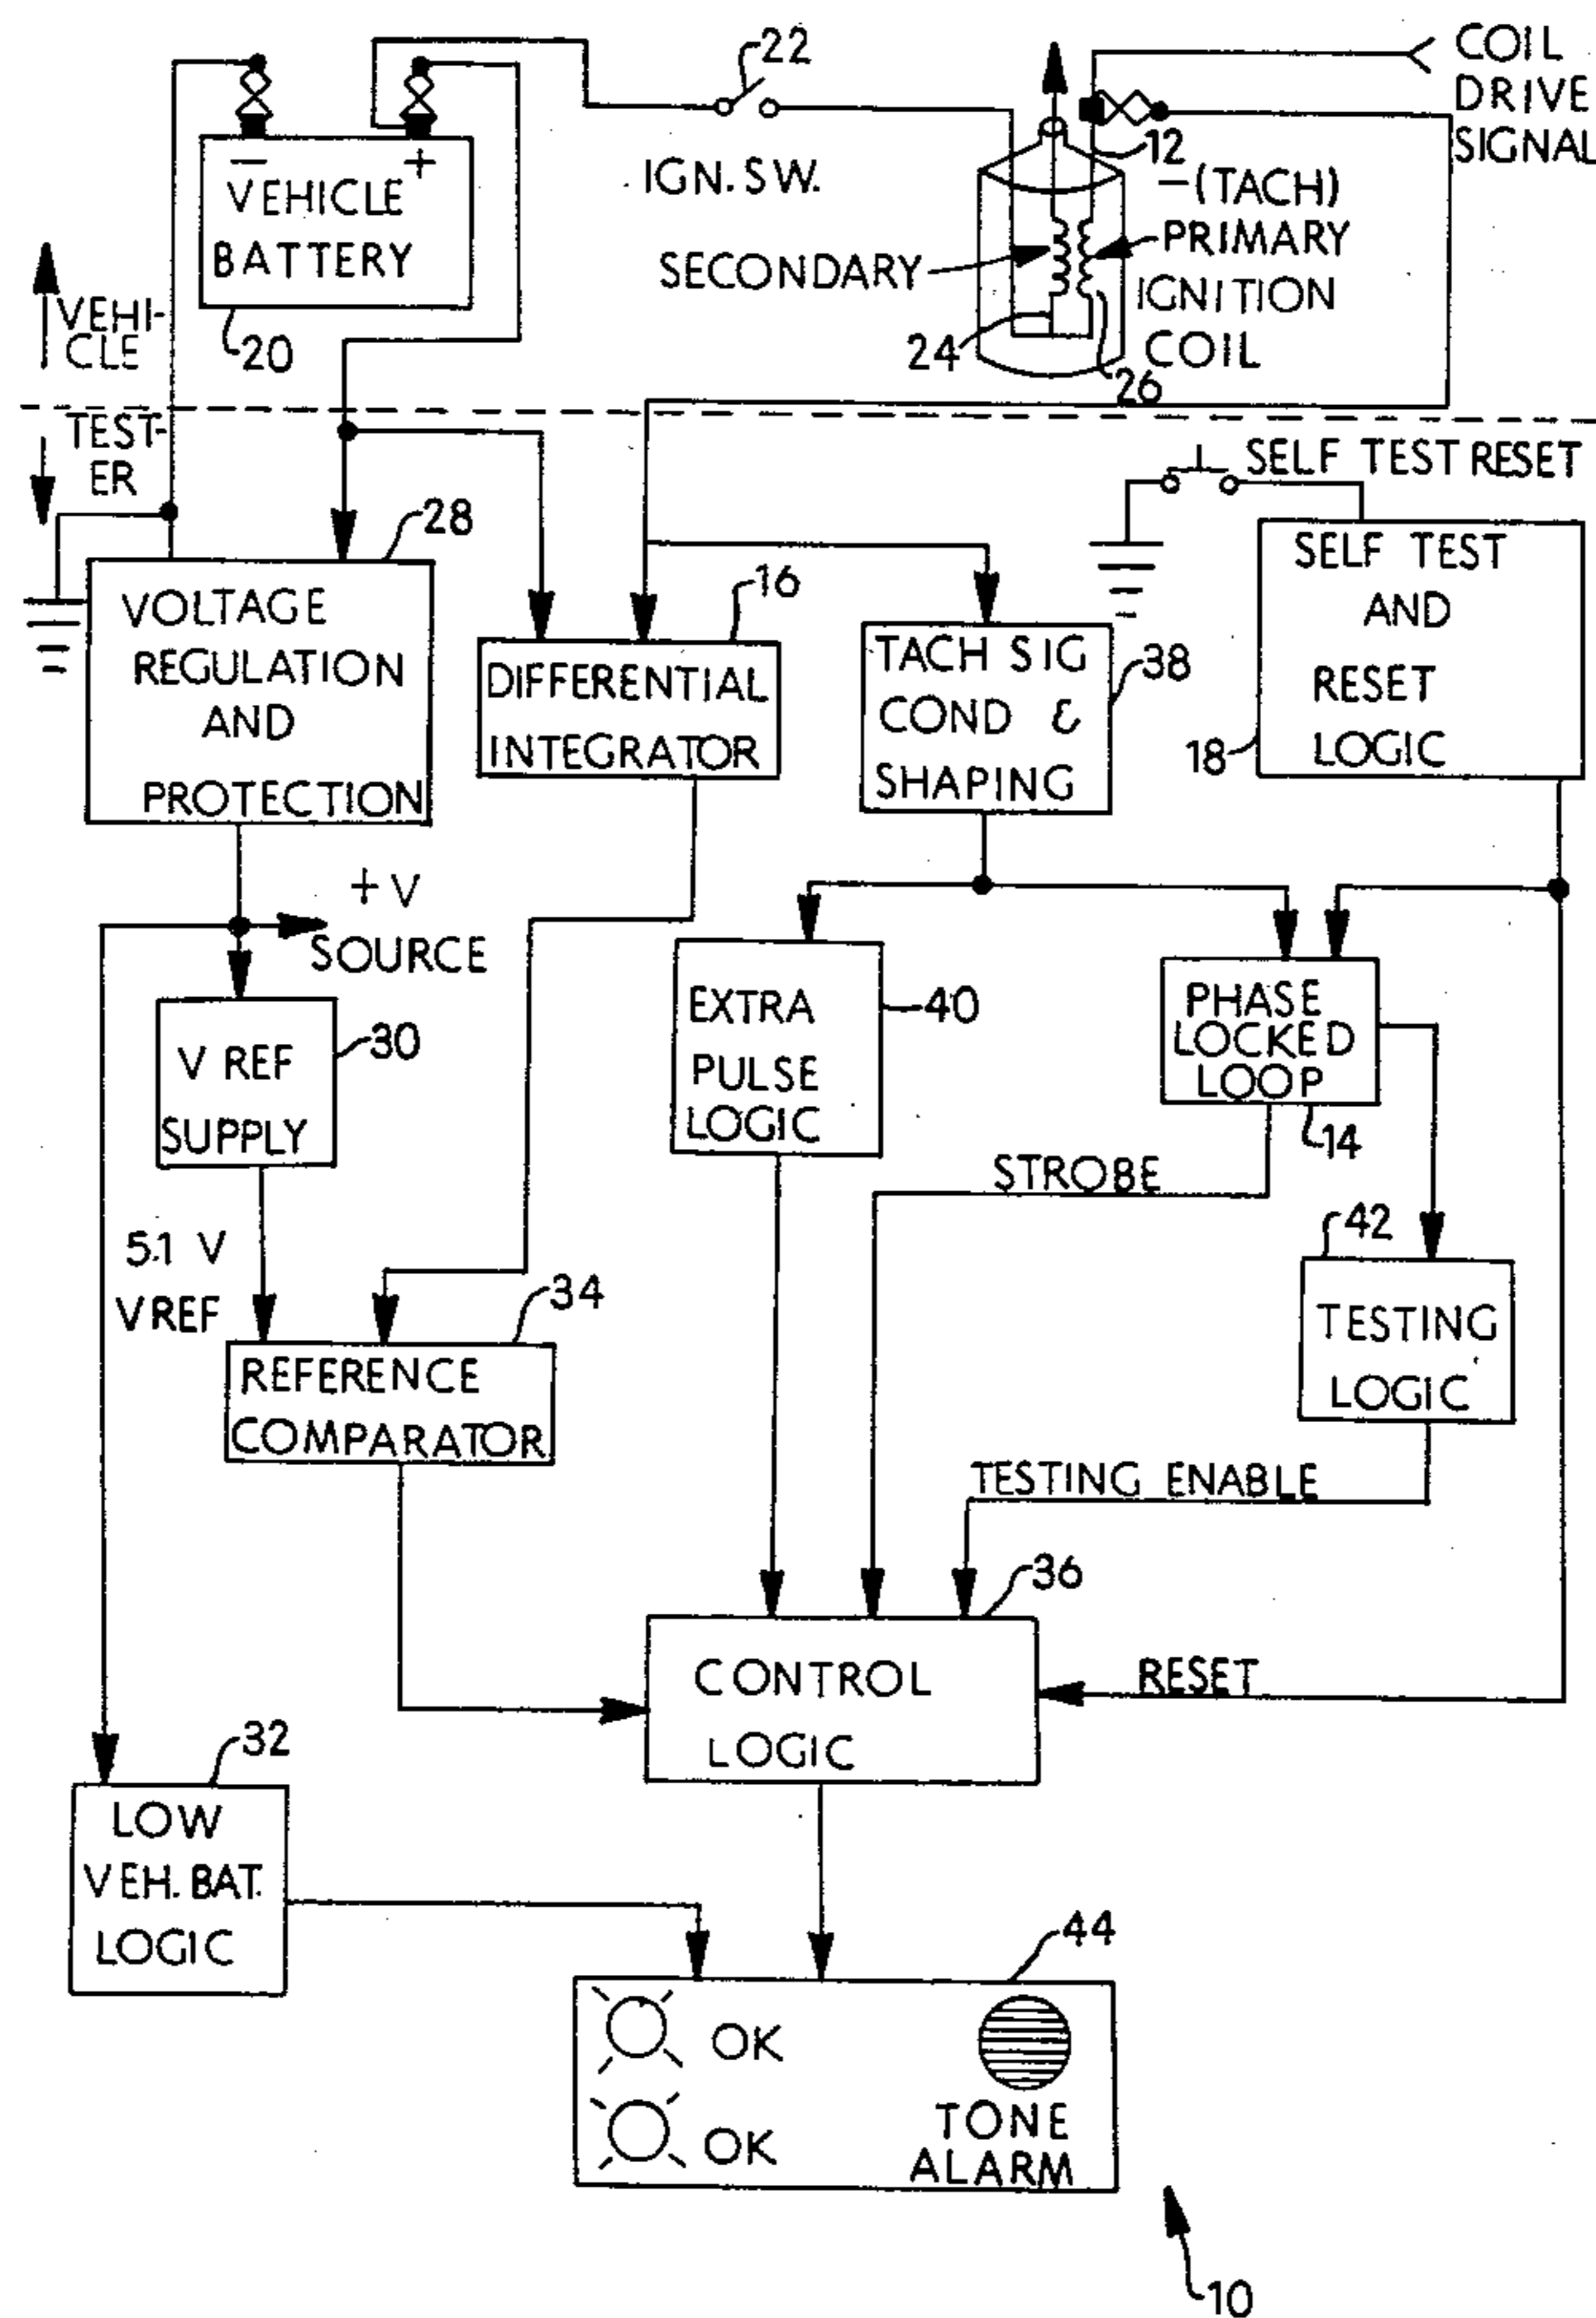 22
COIL
DRIVE
SIGNAL
12
− +
VEHICLE
BATTERY
IGN. SW.
−(TACH)
PRIMARY
SECONDARY
IGNITION
COIL
VEHI-
CLE
20
24
26
TEST-
ER
SELF TEST RESET
28
VOLTAGE
REGULATION
AND
PROTECTION
16
DIFFERENTIAL
INTEGRATOR
TACH SIG
COND &
SHAPING
38
SELF TEST
AND
RESET
LOGIC
18
+ V
SOURCE
V REF
SUPPLY
30
EXTRA
PULSE
LOGIC
40
PHASE
LOCKED
LOOP
14
STROBE
5.1 V
VREF
34
REFERENCE
COMPARATOR
42
TESTING
LOGIC
TESTING ENABLE
36
CONTROL
LOGIC
RESET
32
LOW
VEH. BAT.
LOGIC
44
OK
OK
TONE
ALARM
10